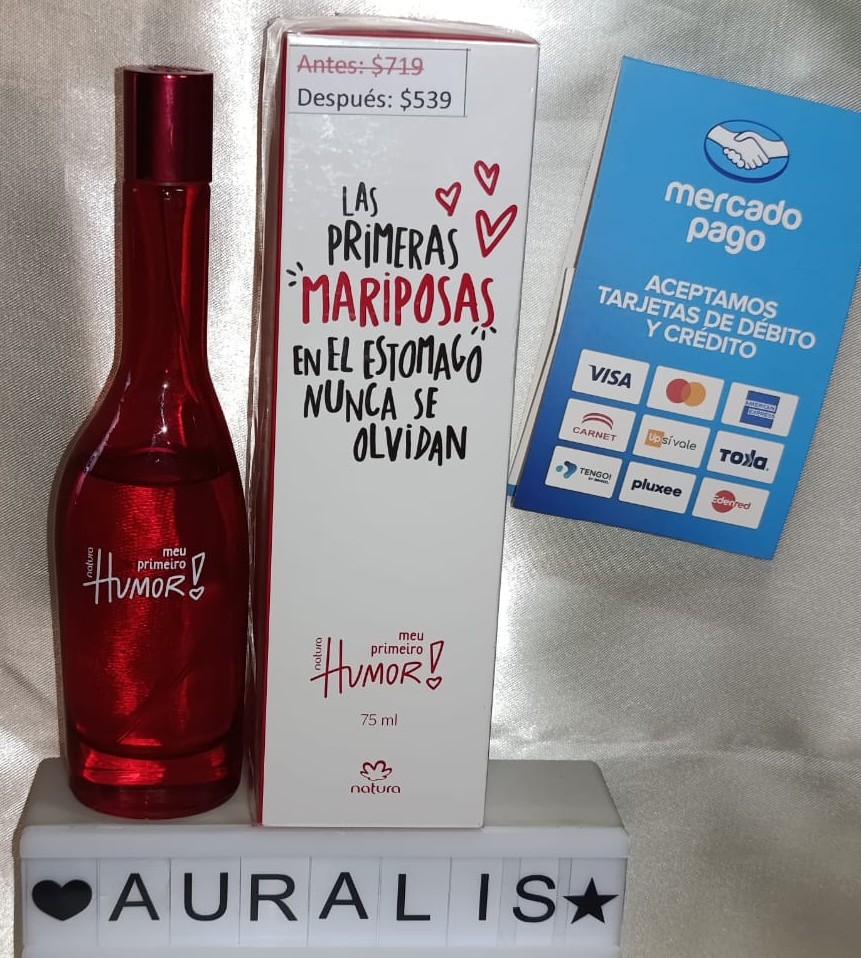 Antes: $719
Después: $539
LAS
PRIMERAS
MARIPOSAS
EN EL ESTOMAGO
NUNCA SE
OLVIDAN
natura
meu
primeiro
HUMOR!
75 ml
natura
natura
meu
primeiro
HUMOR!
mercado
pago
ACEPTAMOS
TARJETAS DE DÉBITO
Y CRÉDITO
VISA
AMERICAN
EXPRESS
CARNET
Up sí vale
TOKA
TENGO!
pluxee
Edenred
AURALIS